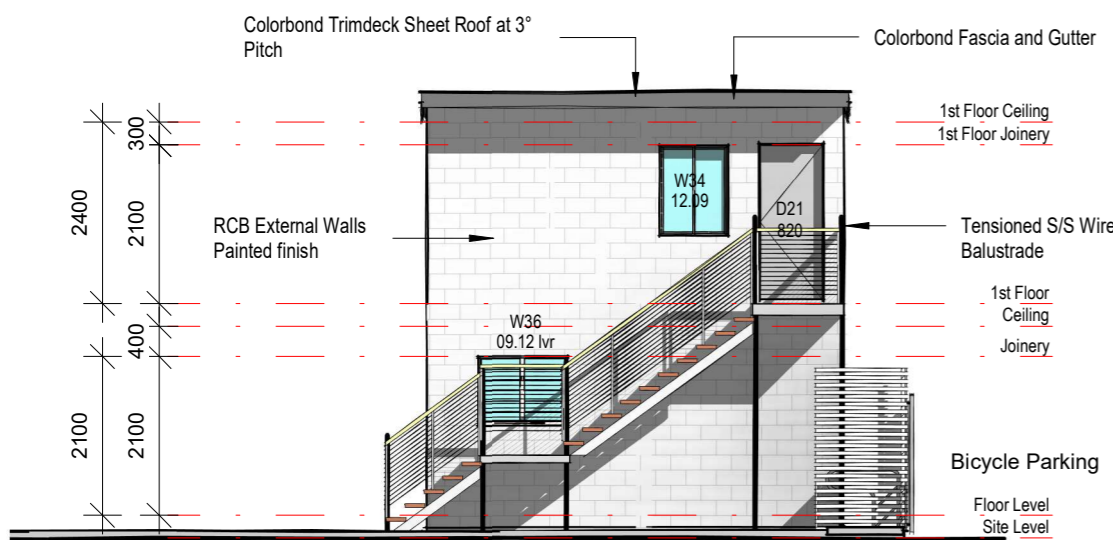 Colorbond Trimdeck Sheet Roof at 3°
Pitch
Colorbond Fascia and Gutter
1st Floor Ceiling
1st Floor Joinery
300
2400
2100
W34
12.09
D21
820
RCB External Walls
Painted finish
Tensioned S/S Wire
Balustrade
1st Floor
Ceiling
Joinery
400
W36
09.12 lvr
2100
2100
Bicycle Parking
Floor Level
Site Level